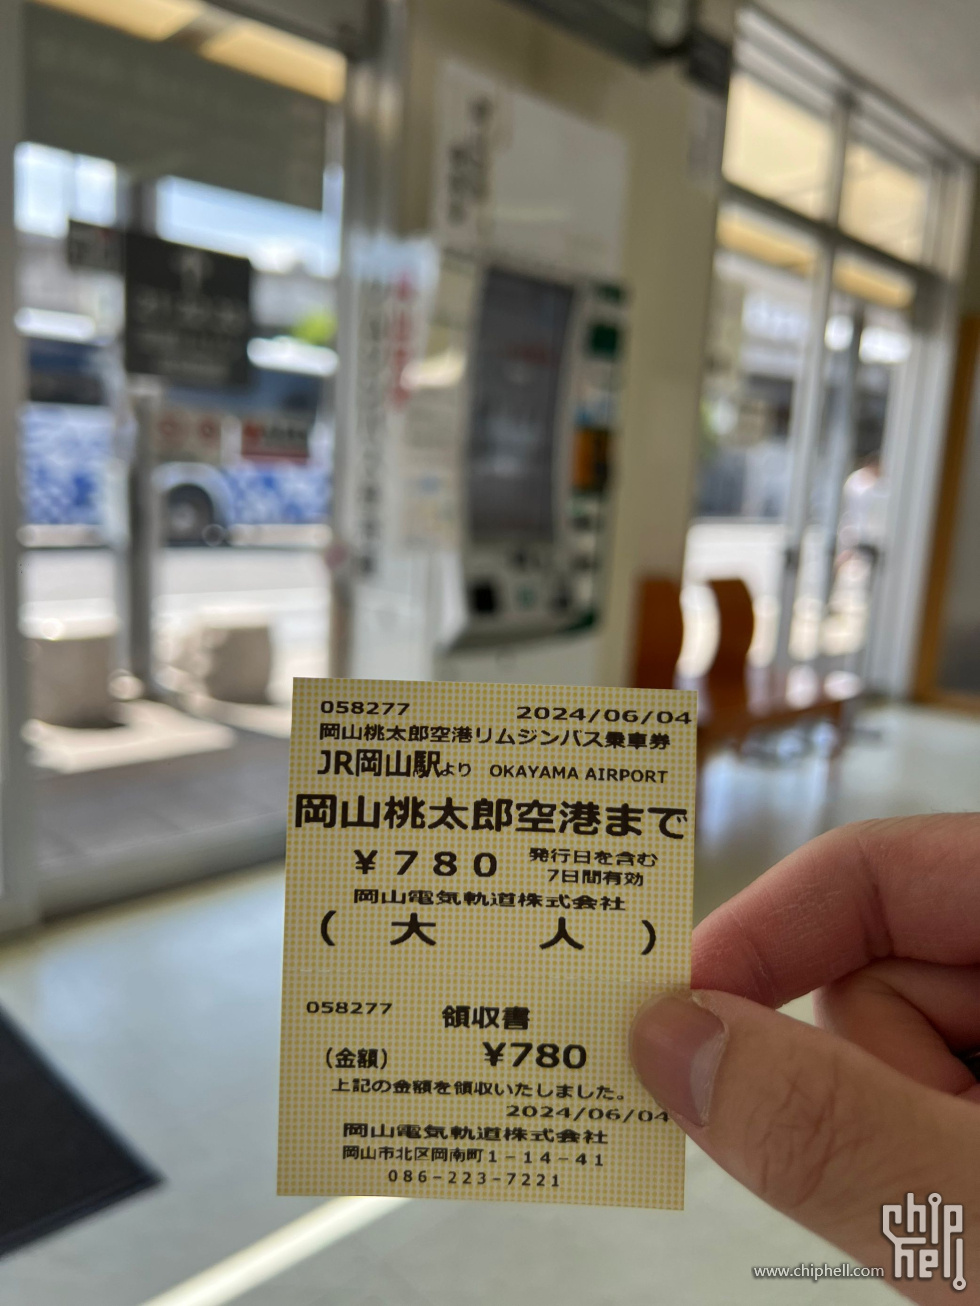 058277 2024/06/04
岡山桃太郎空港リムジンバス乗車券
JR岡山駅より OKAYAMA AIRPORT
岡山桃太郎空港まで
¥780 発行日を含む
7日間有効
岡山電気軌道株式会社
(大人)
058277 領収書
(金額) ¥780
上記の金額を領収いたしました。
2024/06/04
岡山電気軌道株式会社
岡山市北区岡南町1-14-41
086-223-7221
chip hell
www.chiphell.com